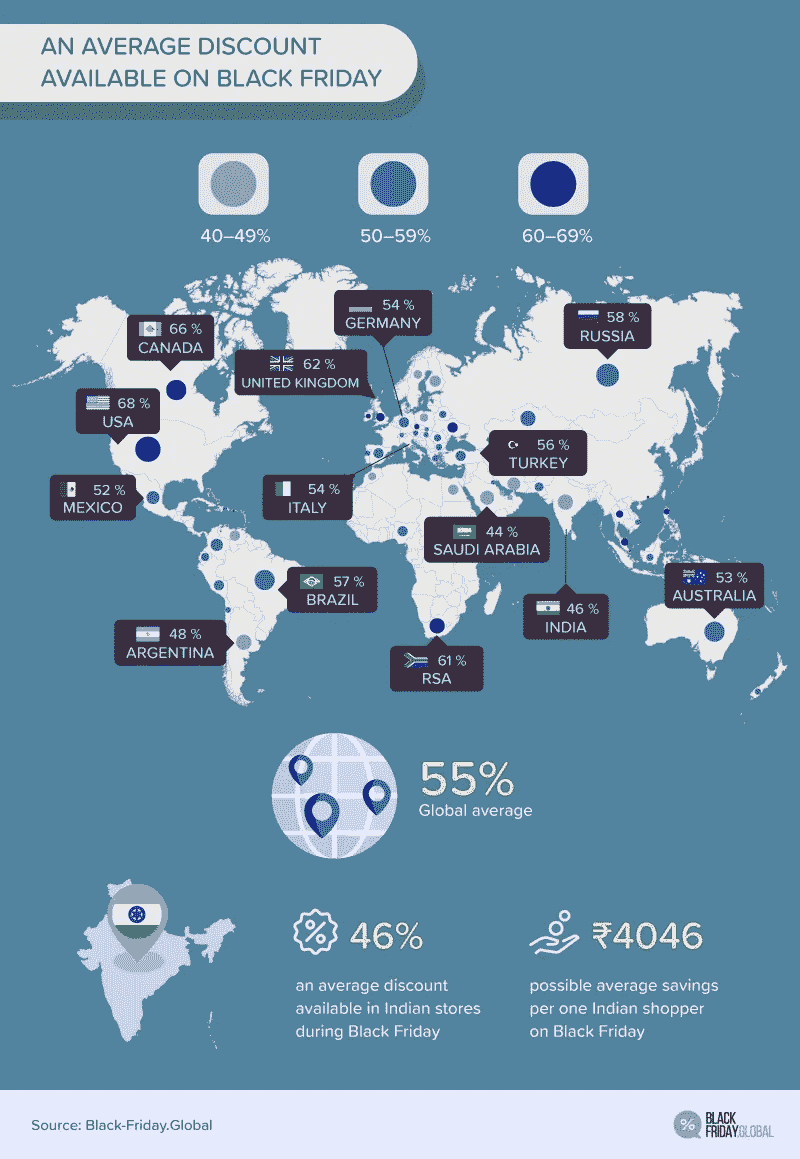 AN AVERAGE DISCOUNT
AVAILABLE ON BLACK FRIDAY
40–49%
50–59%
60–69%
54 %
GERMANY
58 %
RUSSIA
66 %
CANADA
62 %
UNITED KINGDOM
68 %
USA
56 %
TURKEY
52 %
MEXICO
54 %
ITALY
44 %
SAUDI ARABIA
57 %
BRAZIL
53 %
AUSTRALIA
46 %
INDIA
48 %
ARGENTINA
61 %
RSA
55%
Global average
46%
an average discount
available in Indian stores
during Black Friday
₹4046
possible average savings
per one Indian shopper
on Black Friday
Source: Black-Friday.Global
%
BLACK
FRIDAY.GLOBAL